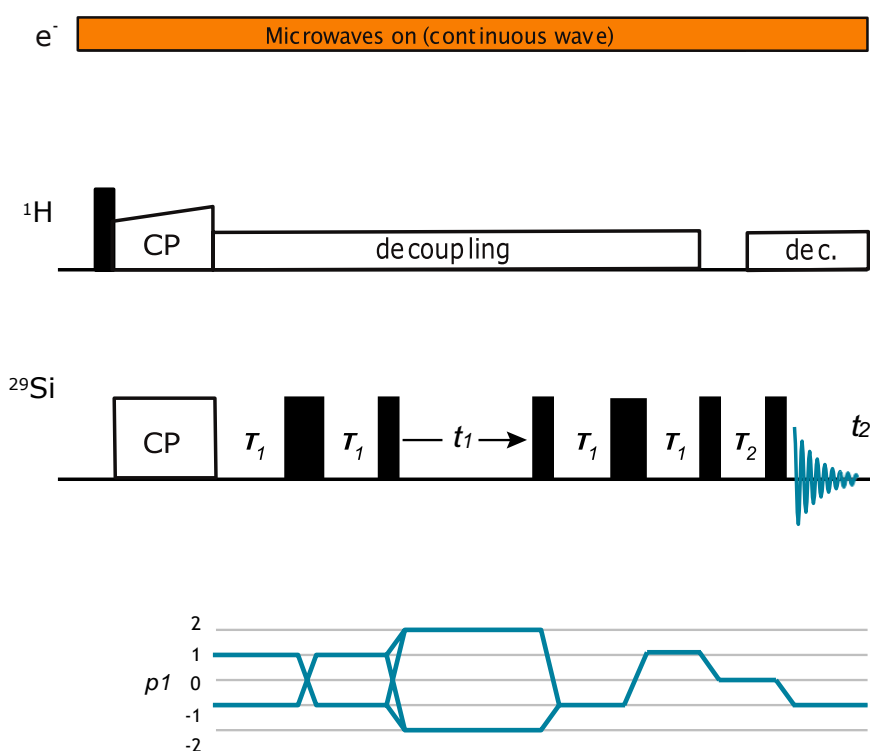 e-
Microwaves on (continuous wave)
1H
CP
decoupling
dec.
29Si
CP
τ1
τ1
t1
τ1
τ1
τ2
t2
p1
2
1
0
-1
-2